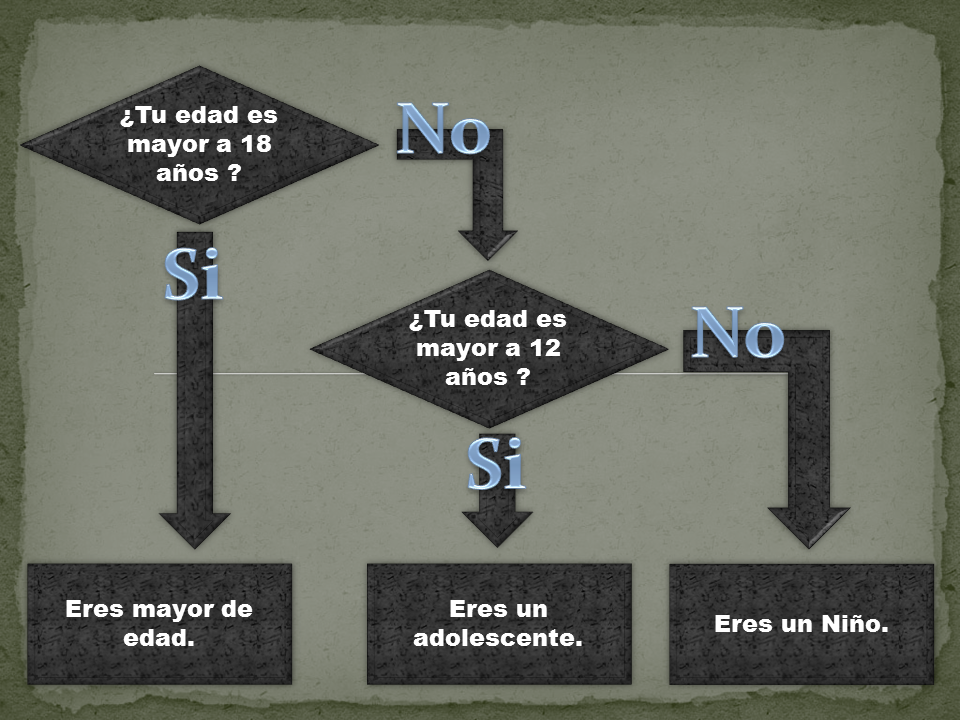 ¿Tu edad es
mayor a 18
años ?
No
Si
¿Tu edad es
mayor a 12
años ?
No
Si
Eres mayor de
edad.
Eres un
adolescente.
Eres un Niño.